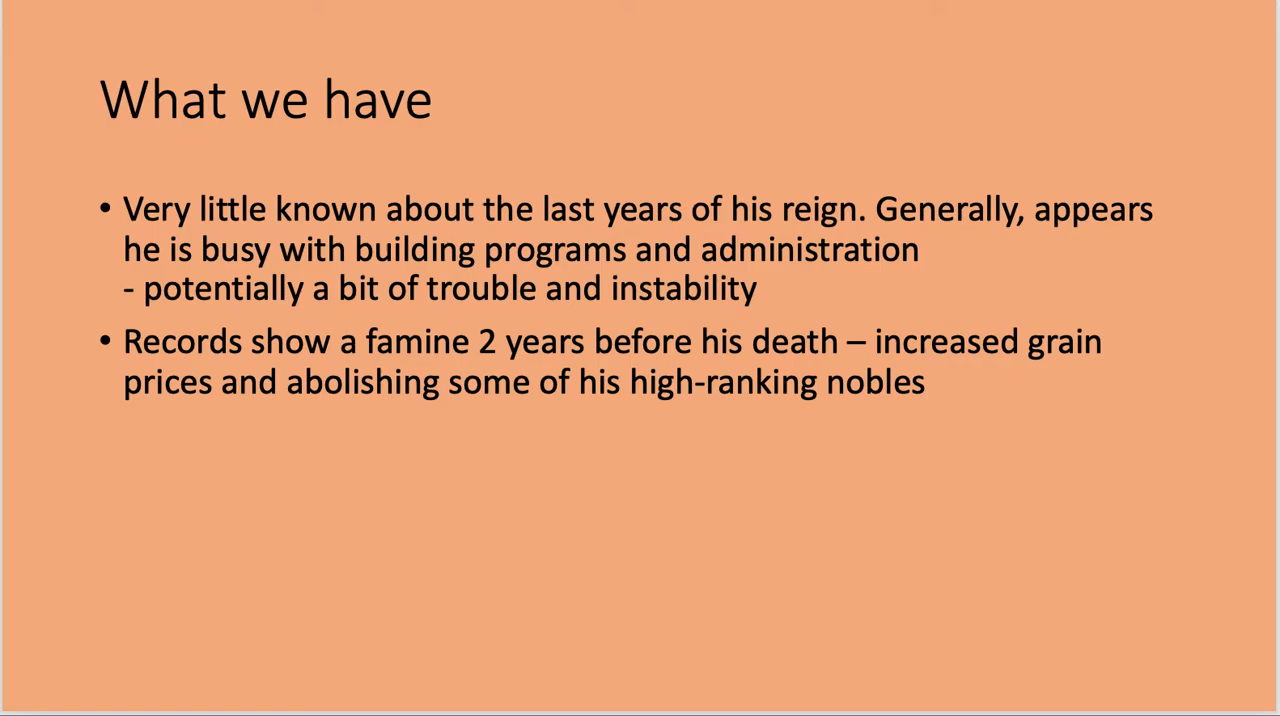 What we have
• Very little known about the last years of his reign. Generally, appears
he is busy with building programs and administration
- potentially a bit of trouble and instability
• Records show a famine 2 years before his death – increased grain
prices and abolishing some of his high-ranking nobles